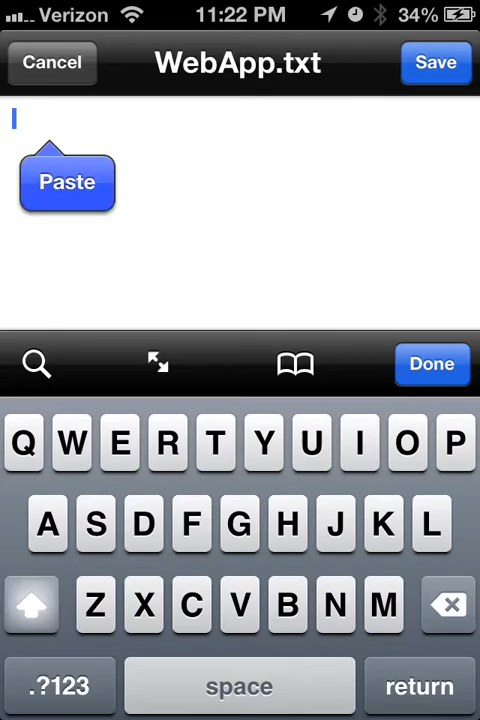 Verizon 11:22 PM 34%
Cancel WebApp.txt Save
Paste
Done
Q W E R T Y U I O P
A S D F G H J K L
Z X C V B N M
.?123 space return